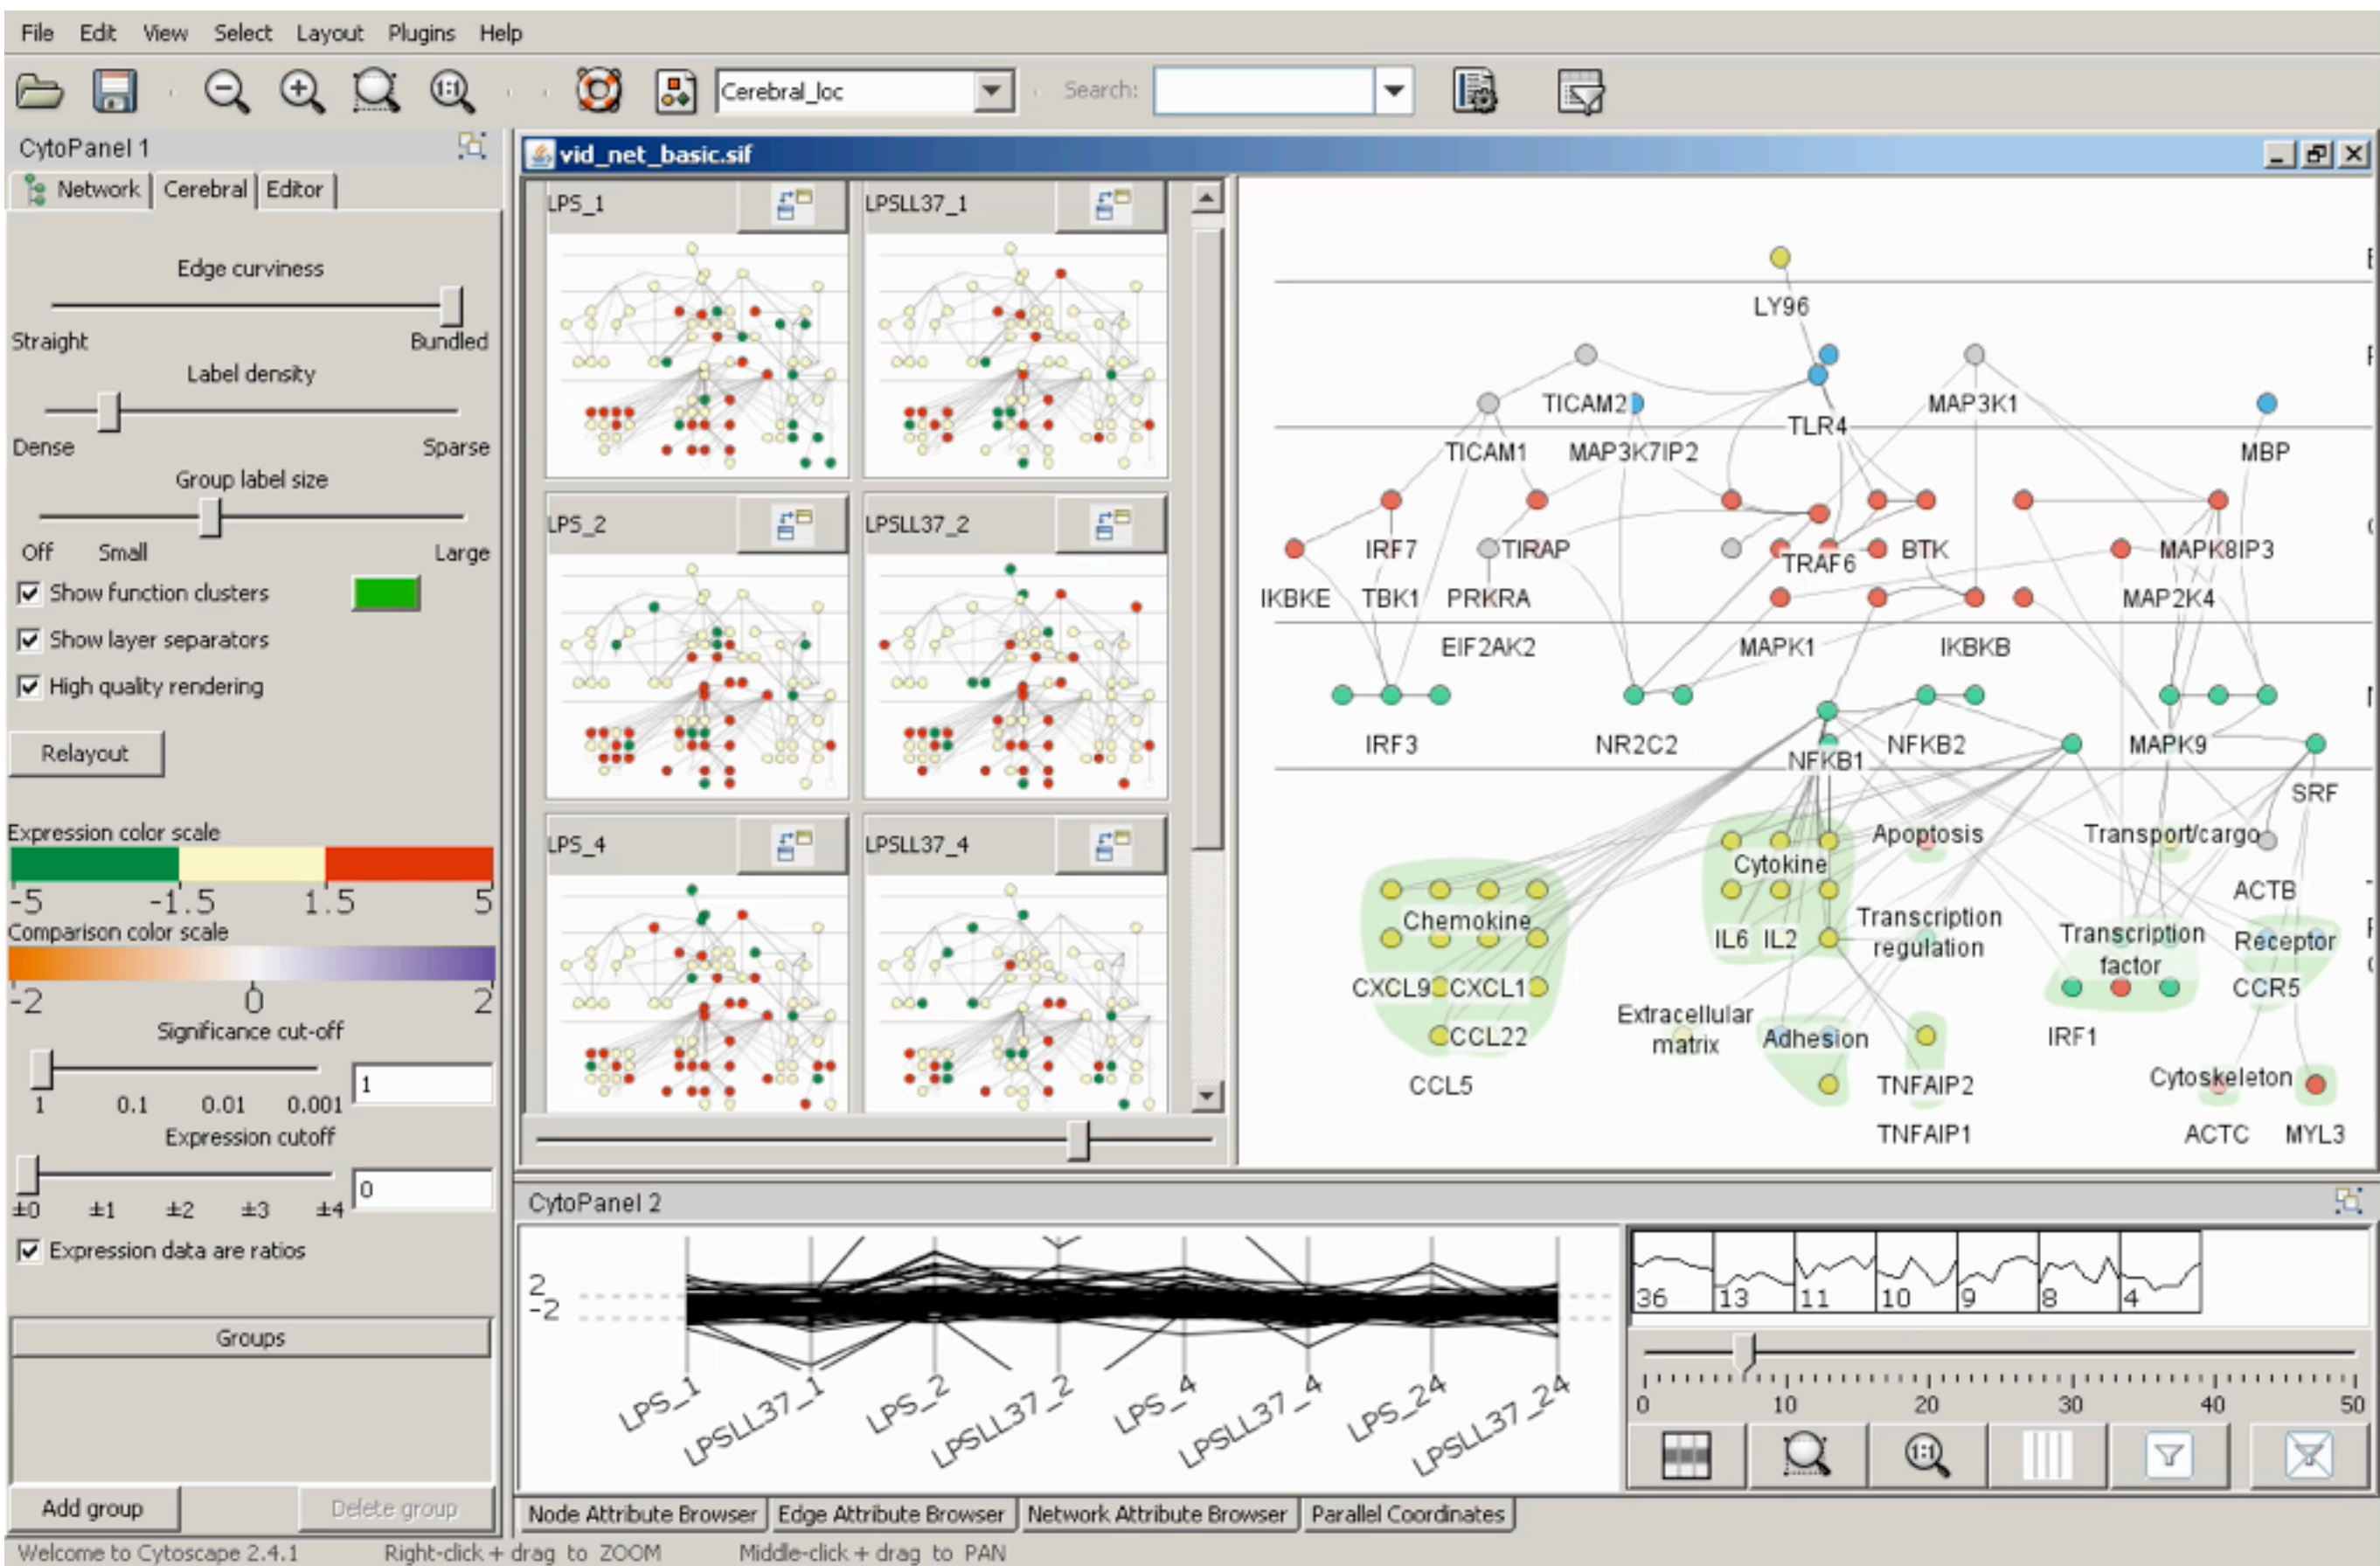 File Edit View Select Layout Plugins Help
Cerebral_loc Search:
CytoPanel 1
Network Cerebral Editor
Edge curviness
Straight Bundled
Label density
Dense Sparse
Group label size
Off Small Large
Show function clusters
Show layer separators
High quality rendering
Relayout
Expression color scale
-5 -1.5 1.5 5
Comparison color scale
-2 0 2
Significance cut-off
1
1 0.1 0.01 0.001
Expression cutoff
0
±0 ±1 ±2 ±3 ±4
Expression data are ratios
Groups
Add group Delete group
vid_net_basic.sif
LPS_1 LPSLL37_1
LPS_2 LPSLL37_2
LPS_4 LPSLL37_4
LY96
TICAM2 MAP3K1
TLR4
TICAM1 MAP3K7IP2 MBP
IRF7 TIRAP BTK MAPK8IP3
TRAF6
IKBKE TBK1 PRKRA MAP2K4
EIF2AK2 MAPK1 IKBKB
IRF3 NR2C2 NFKB2 MAPK9
NFKB1
SRF
Apoptosis Transport/cargo
Cytokine
ACTB
Chemokine Transcription
regulation
IL6 IL2 Transcription
factor
Receptor
CXCL9 CXCL1 CCR5
Extracellular
matrix
CCL22 Adhesion IRF1
CCL5 TNFAIP2 Cytoskeleton
TNFAIP1 ACTC MYL3
CytoPanel 2
2
-2
LPS_1 LPSLL37_1 LPS_2 LPSLL37_2 LPS_4 LPSLL37_4 LPS_24 LPSLL37_24
36 13 11 10 9 8 4
0 10 20 30 40 50
1:1
Node Attribute Browser Edge Attribute Browser Network Attribute Browser Parallel Coordinates
Welcome to Cytoscape 2.4.1 Right-click + drag to ZOOM Middle-click + drag to PAN